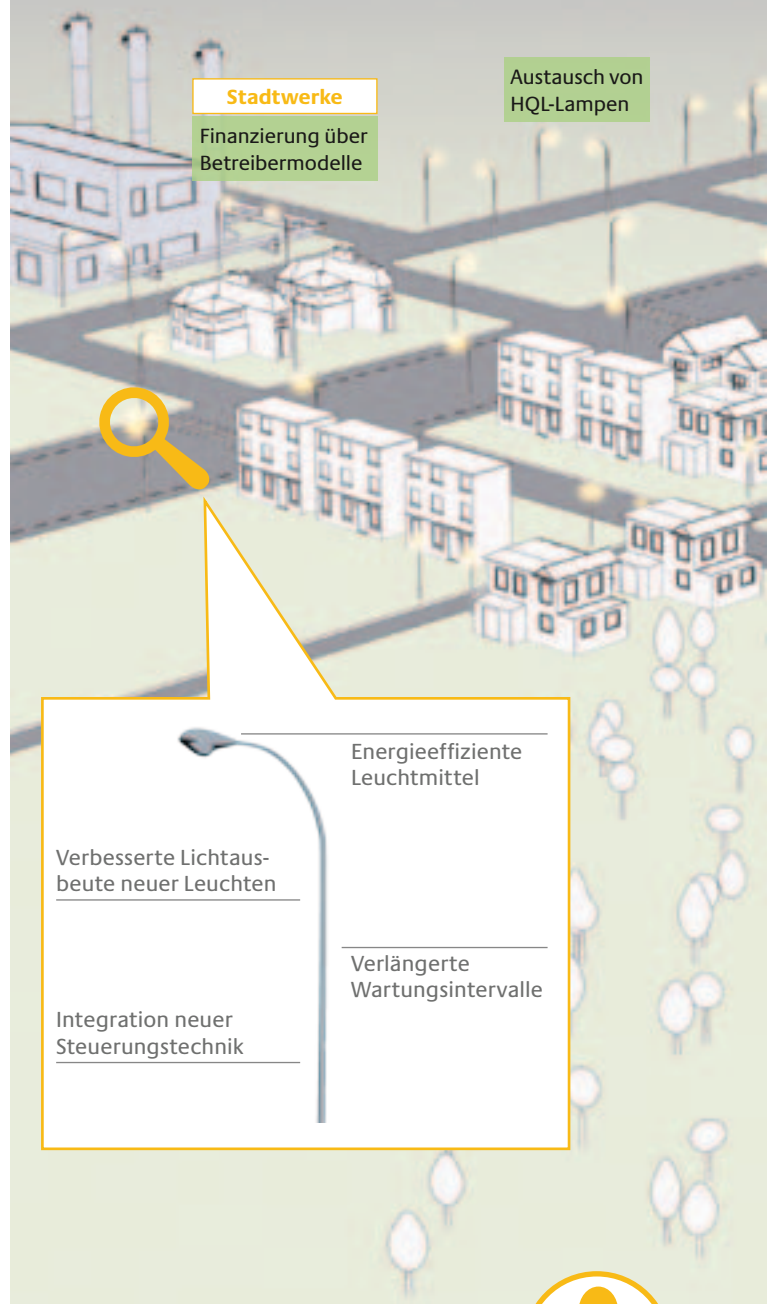 Stadtwerke
Finanzierung über
Betreibermodelle
Austausch von
HQL-Lampen
Energieeffiziente
Leuchtmittel
Verbesserte Lichtaus-
beute neuer Leuchten
Verlängerte
Wartungsintervalle
Integration neuer
Steuerungstechnik